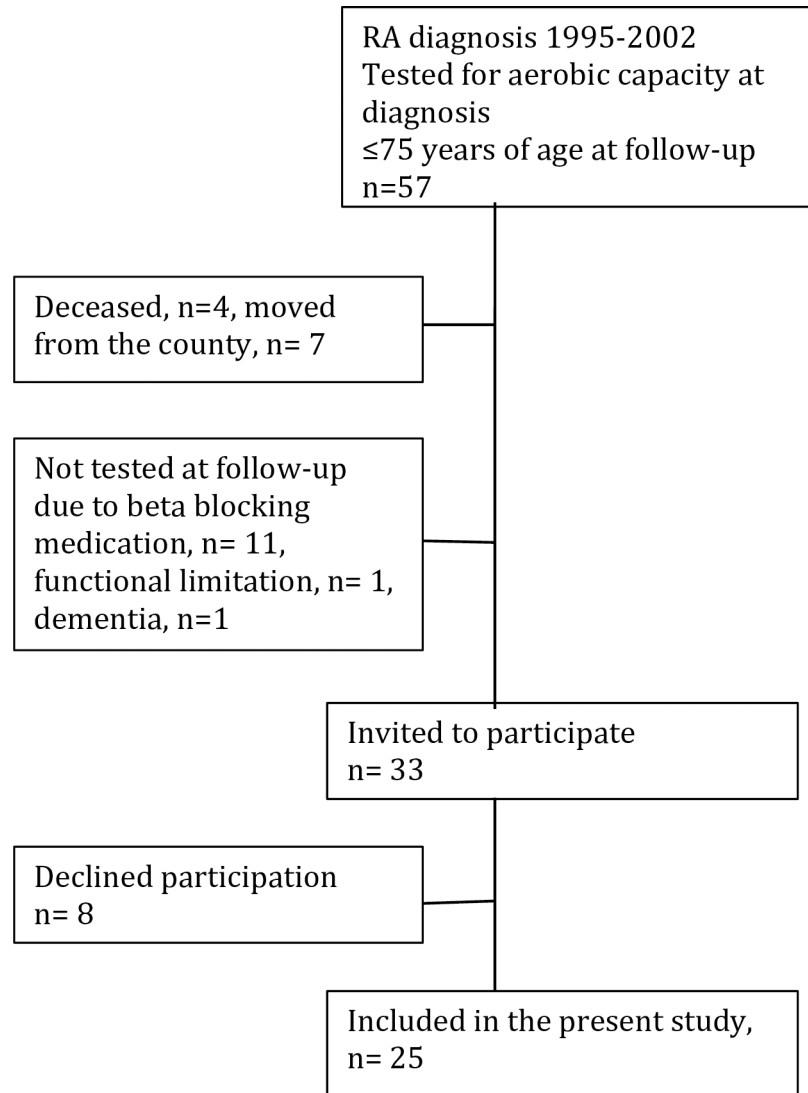 RA diagnosis 1995-2002
Tested for aerobic capacity at
diagnosis
≤75 years of age at follow-up
n=57
Deceased, n=4, moved
from the county, n= 7
Not tested at follow-up
due to beta blocking
medication, n= 11,
functional limitation, n= 1,
dementia, n=1
Invited to participate
n= 33
Declined participation
n= 8
Included in the present study,
n= 25